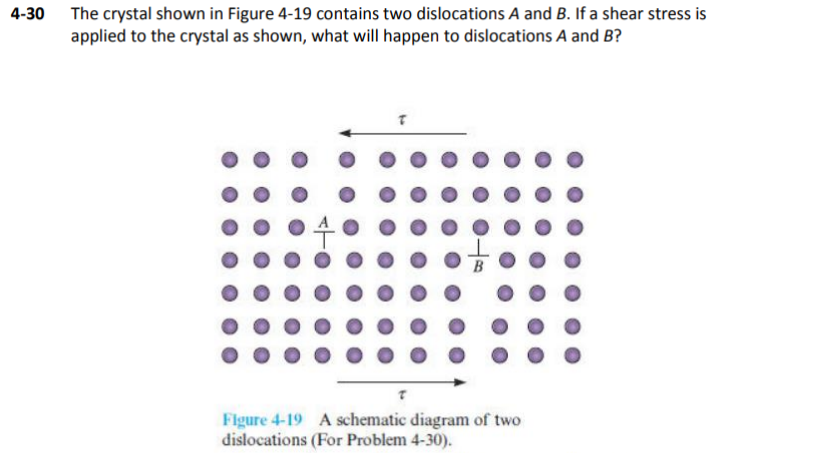 4-30 The crystal shown in Figure 4-19 contains two dislocations A and B. If a shear stress is
applied to the crystal as shown, what will happen to dislocations A and B?
τ
A
B
τ
Figure 4-19 A schematic diagram of two
dislocations (For Problem 4-30).